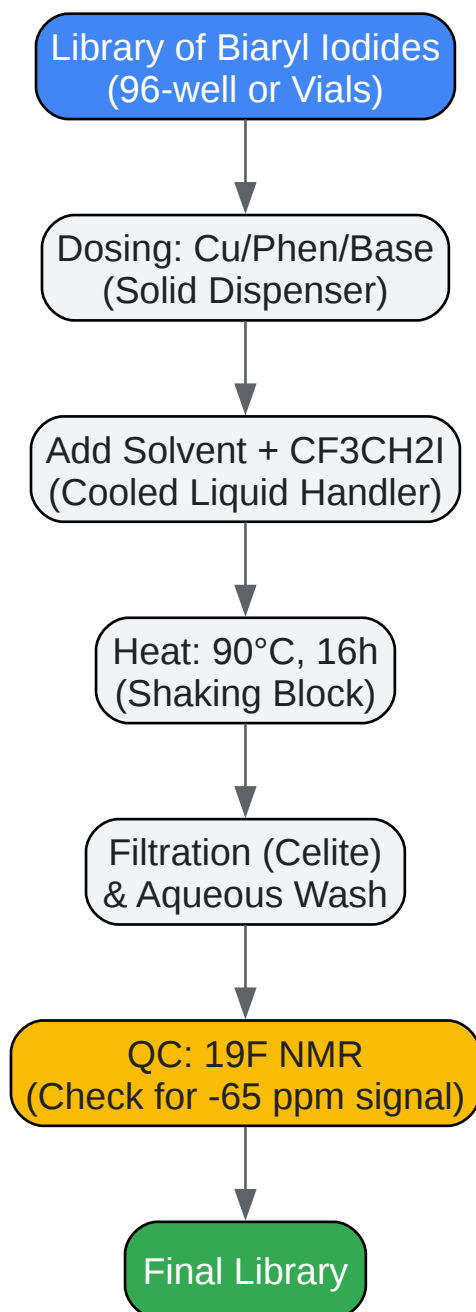 Library of Biaryl Iodides
(96-well or Vials)
Dosing: Cu/Phen/Base
(Solid Dispenser)
Add Solvent + CF3CH2I
(Cooled Liquid Handler)
Heat: 90°C, 16h
(Shaking Block)
Filtration (Celite)
& Aqueous Wash
QC: 19F NMR
(Check for -65 ppm signal)
Final Library